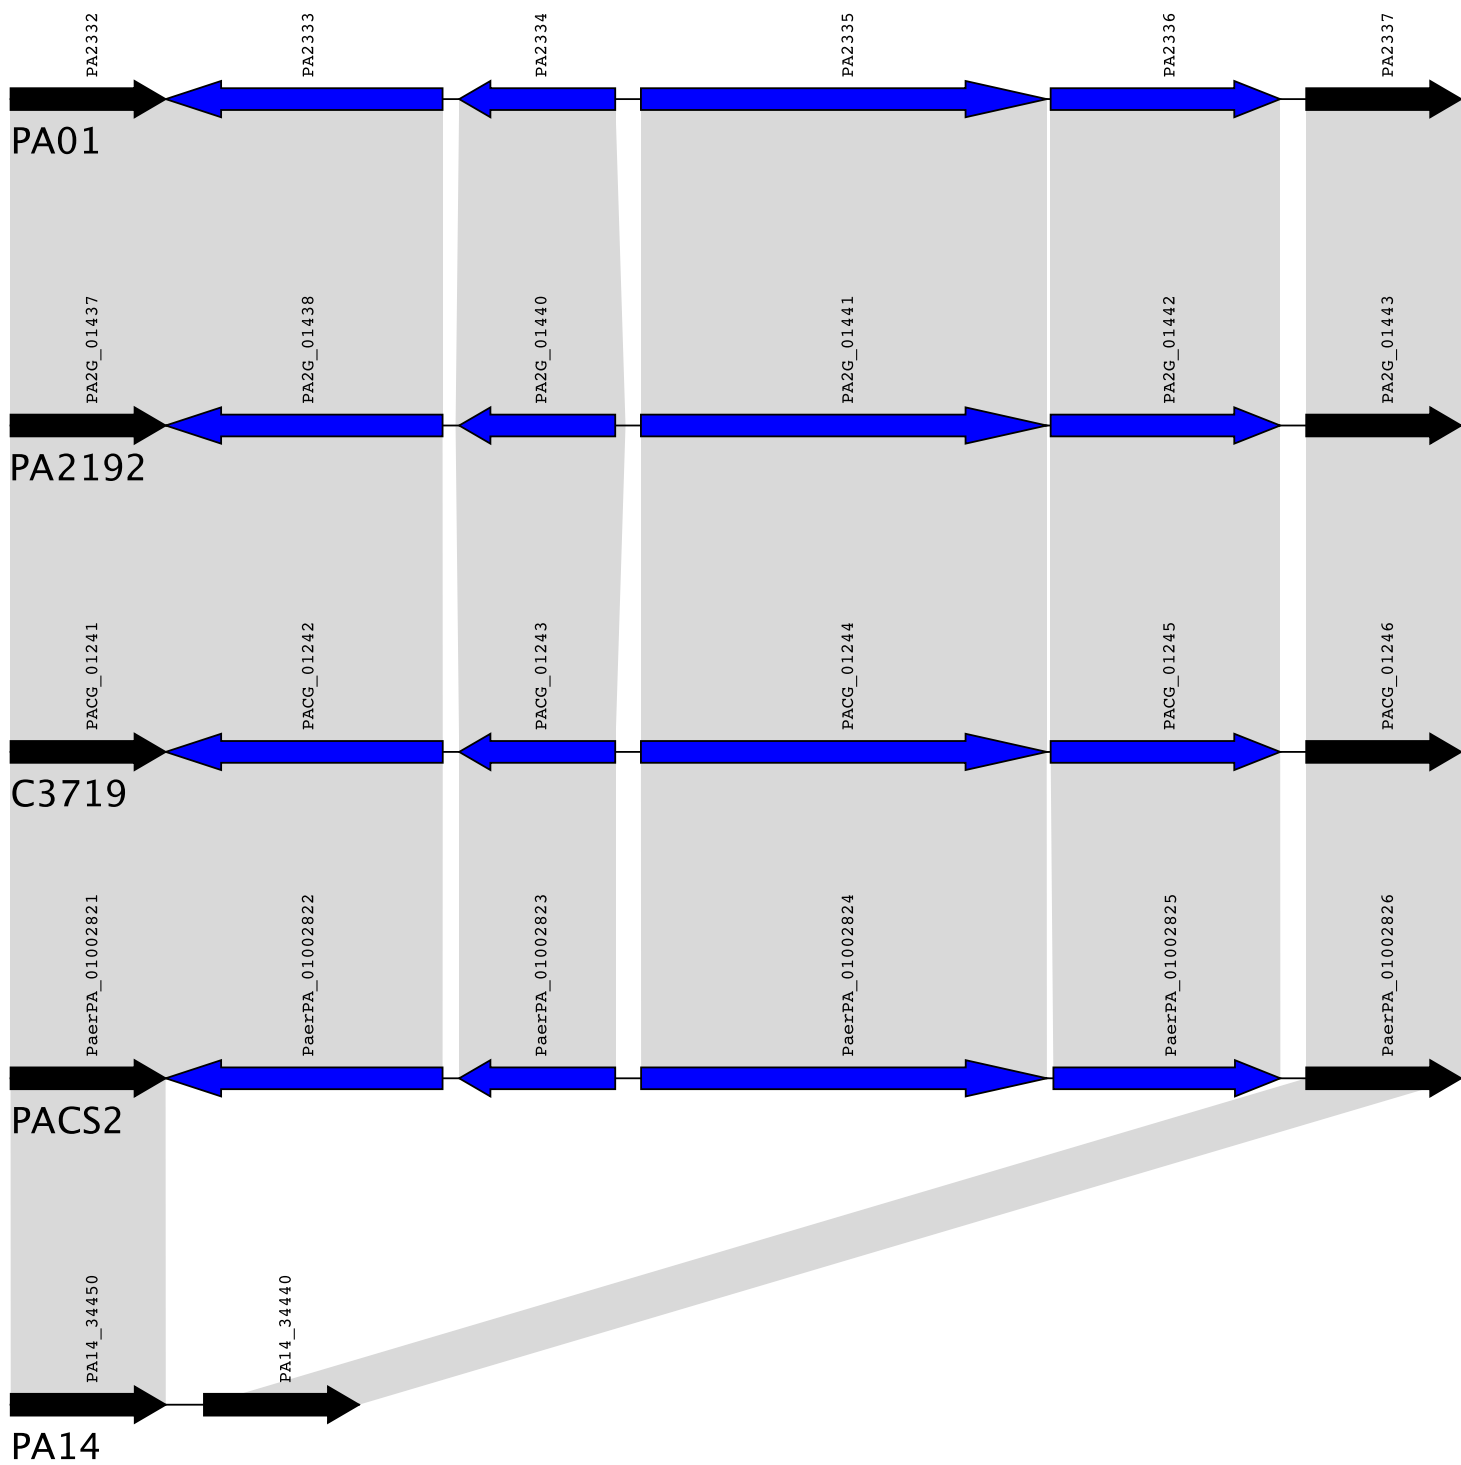 PA2332 PA2333 PA2334 PA2335 PA2336 PA2337
PA01
PA2G_01437 PA2G_01438 PA2G_01440 PA2G_01441 PA2G_01442 PA2G_01443
PA2192
PACG_01241 PACG_01242 PACG_01243 PACG_01244 PACG_01245 PACG_01246
C3719
PaerPA_01002821 PaerPA_01002822 PaerPA_01002823 PaerPA_01002824 PaerPA_01002825 PaerPA_01002826
PACS2
PA14_34450 PA14_34440
PA14